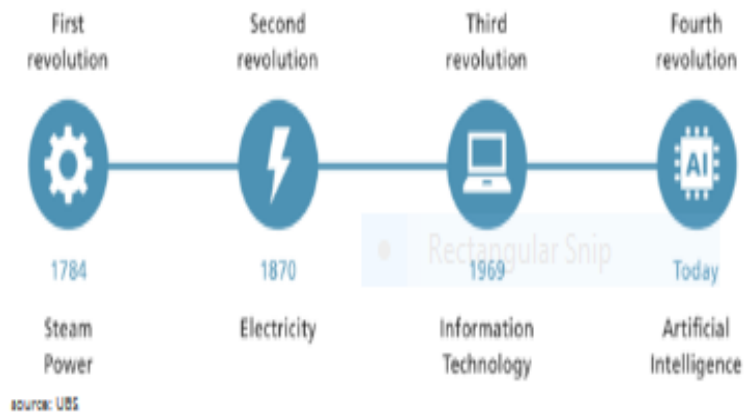 First revolution
Second revolution
Third revolution
Fourth revolution
AI
Rectangular Snip
1784
1870
1969
Today
Steam Power
Electricity
Information Technology
Artificial Intelligence
source: UBS